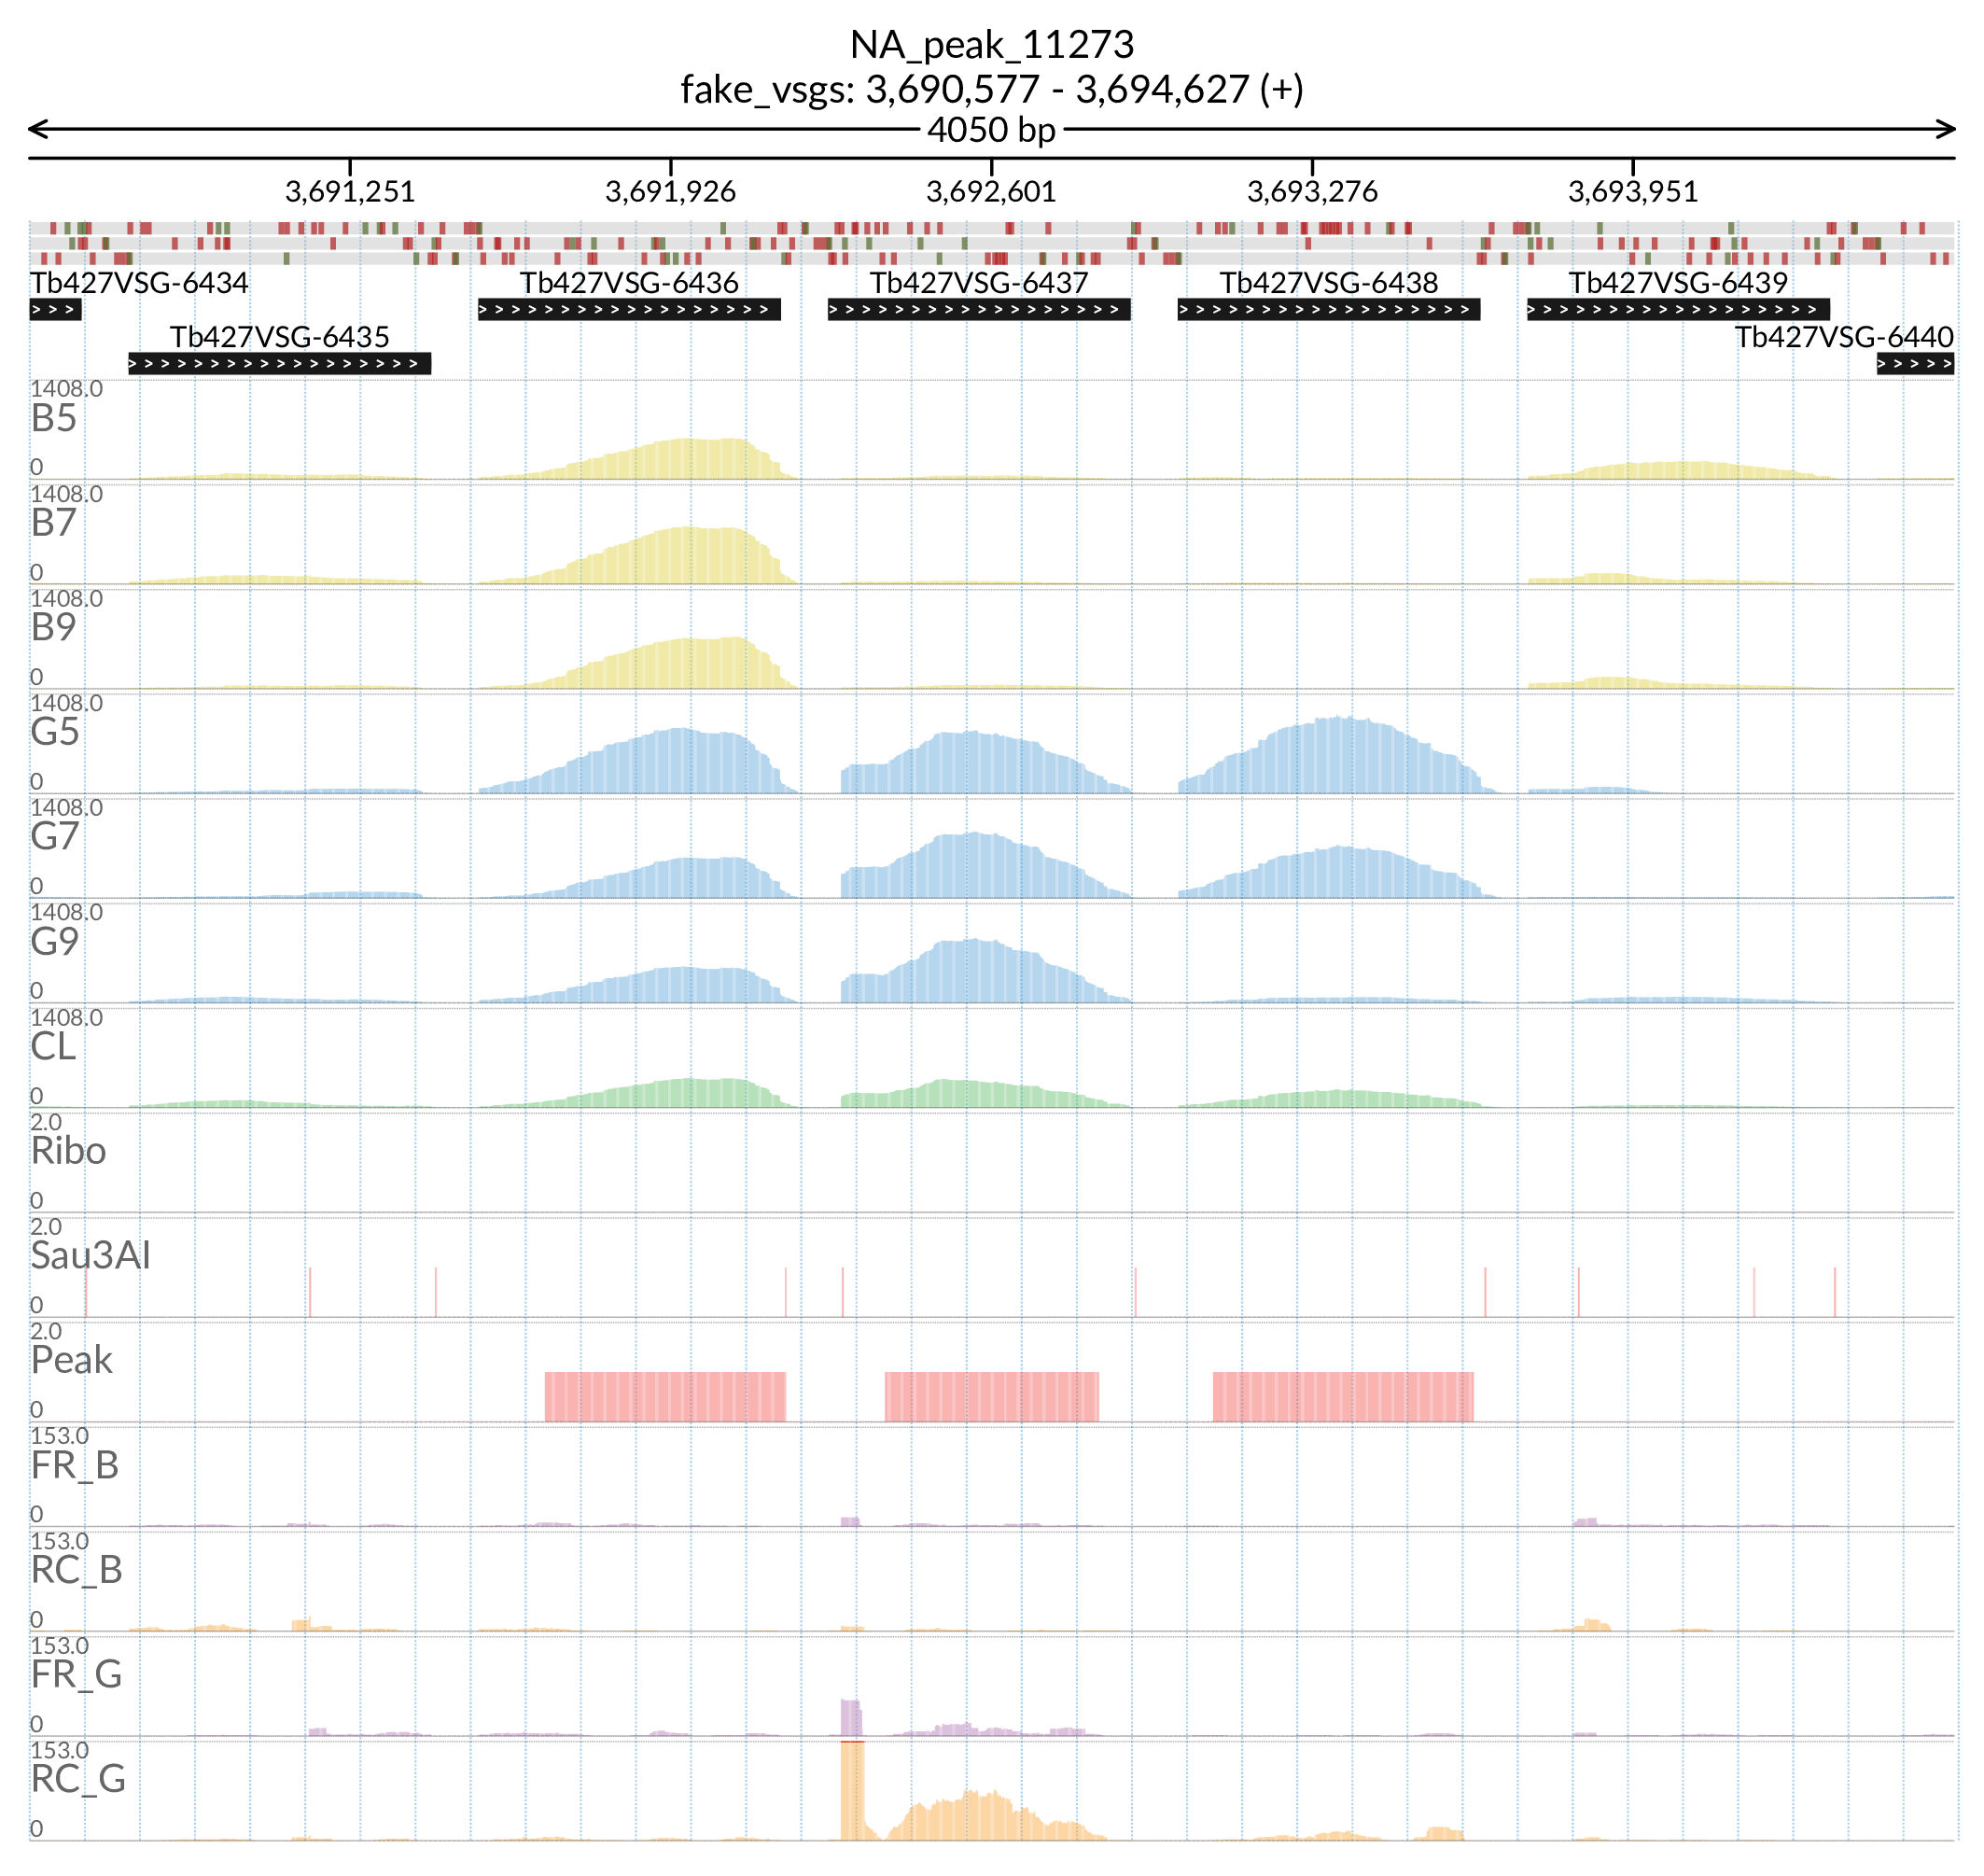 NA_peak_11273
fake_vsgs: 3,690,577 - 3,694,627 (+)
4050 bp
3,691,251 3,691,926 3,692,601 3,693,276 3,693,951
Tb427VSG-6434 Tb427VSG-6436 Tb427VSG-6437 Tb427VSG-6438 Tb427VSG-6439
Tb427VSG-6435 Tb427VSG-6440
1408.0
B5
0
1408.0
B7
0
1408.0
B9
0
1408.0
G5
0
1408.0
G7
0
1408.0
G9
0
1408.0
CL
0
2.0
Ribo
0
2.0
Sau3AI
0
2.0
Peak
0
153.0
FR_B
0
153.0
RC_B
0
153.0
FR_G
0
153.0
RC_G
0